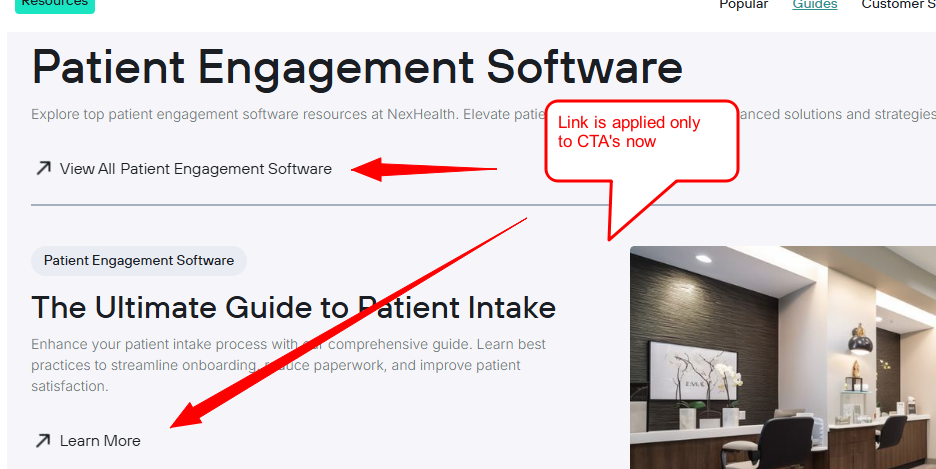 Resources
Popular Guides Customer S
Patient Engagement Software
Explore top patient engagement software resources at NexHealth. Elevate patie anced solutions and strategies
Link is applied only
to CTA's now
View All Patient Engagement Software
Patient Engagement Software
The Ultimate Guide to Patient Intake
Enhance your patient intake process with our comprehensive guide. Learn best
practices to streamline onboarding, reduce paperwork, and improve patient
satisfaction.
Learn More